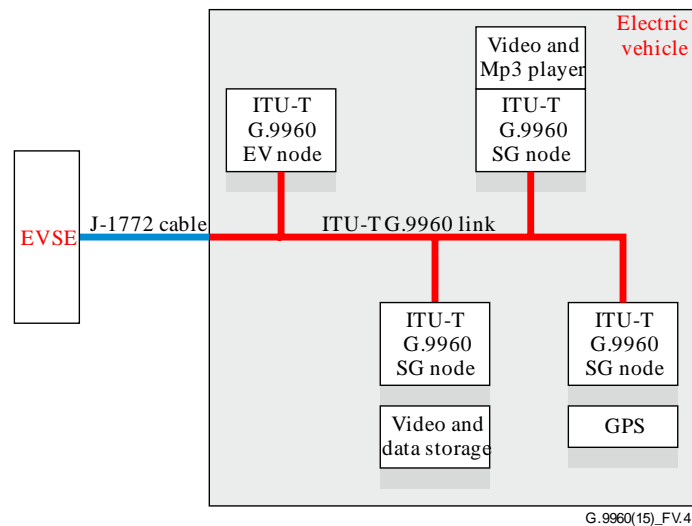 Electric
vehicle
Video and
Mp3 player
ITU-T
G.9960
EV node
ITU-T
G.9960
SG node
EVSE
J-1772 cable
ITU-T G.9960 link
ITU-T
G.9960
SG node
ITU-T
G.9960
SG node
Video and
data storage
GPS
G.9960(15)_FV.4